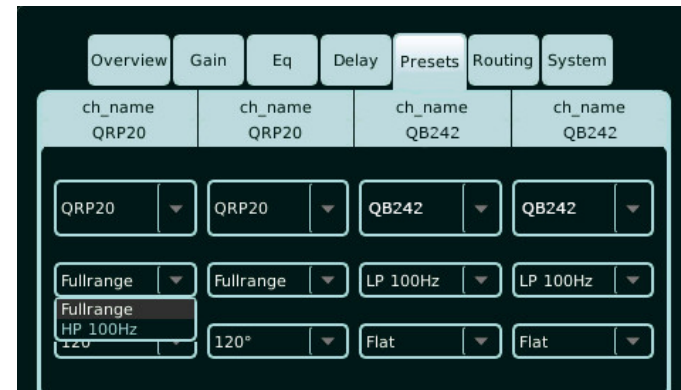 Overview Gain Eq Delay Presets Routing System
ch_name ch_name ch_name ch_name
QRP20 QRP20 QB242 QB242
QRP20 QRP20 QB242 QB242
Fullrange Fullrange LP 100Hz LP 100Hz
Fullrange
HP 100Hz
120° 120° Flat Flat